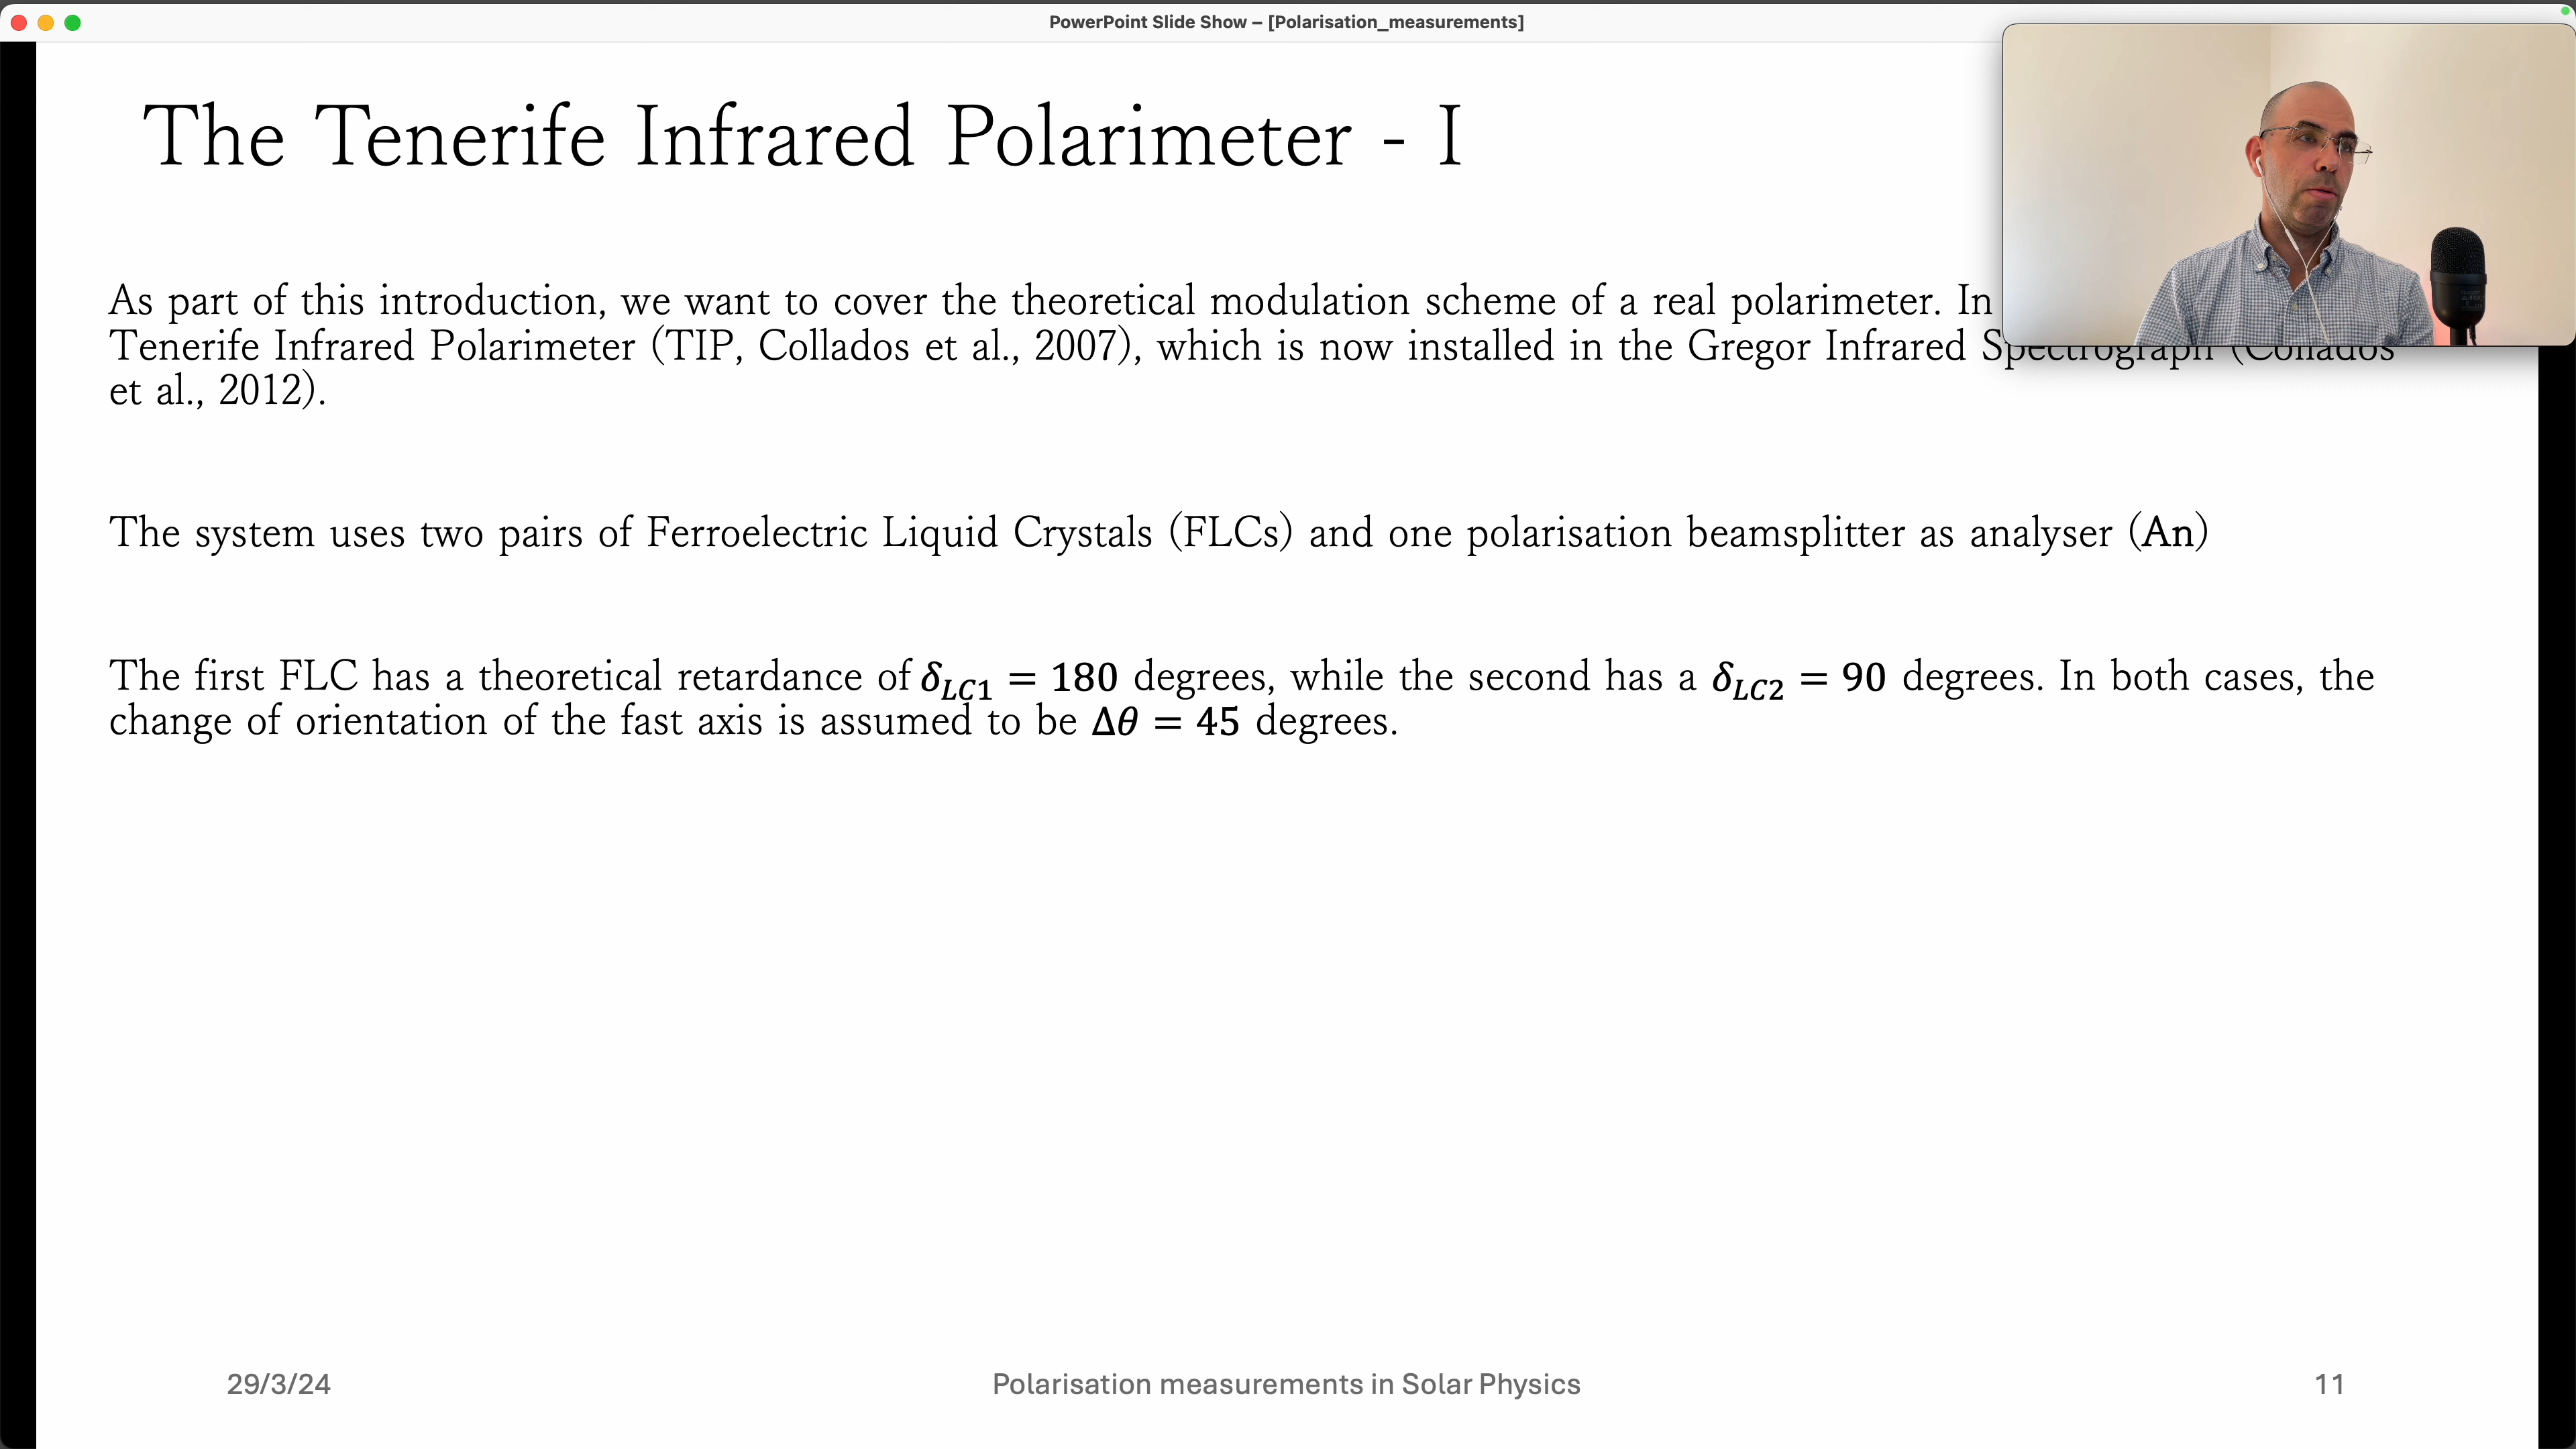 PowerPoint Slide Show – [Polarisation_measurements]
The Tenerife Infrared Polarimeter - I
As part of this introduction, we want to cover the theoretical modulation scheme of a real polarimeter. In
Tenerife Infrared Polarimeter (TIP, Collados et al., 2007), which is now installed in the Gregor Infrared Spectrograph (Collados
et al., 2012).
The system uses two pairs of Ferroelectric Liquid Crystals (FLCs) and one polarisation beamsplitter as analyser (An)
The first FLC has a theoretical retardance of δ_LC1 = 180 degrees, while the second has a δ_LC2 = 90 degrees. In both cases, the
change of orientation of the fast axis is assumed to be Δθ = 45 degrees.
29/3/24
Polarisation measurements in Solar Physics
11